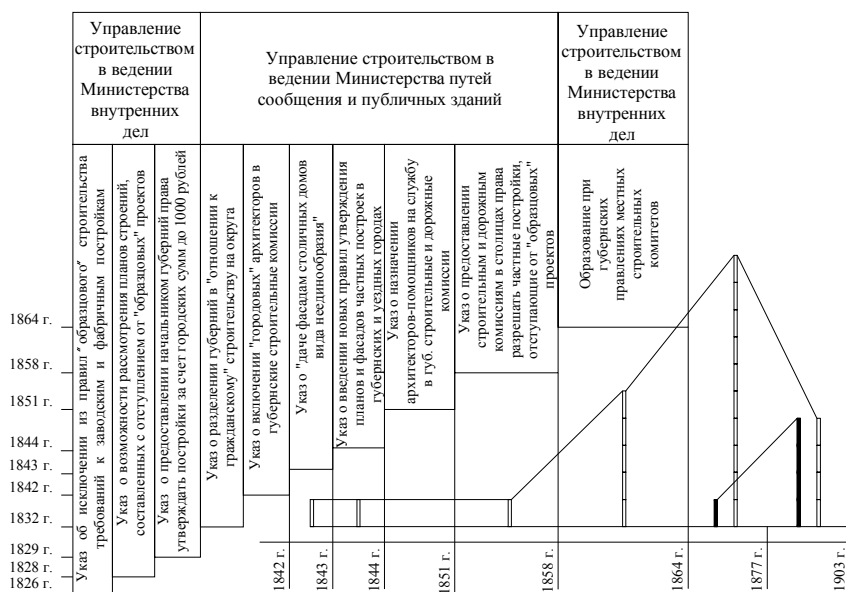 Управление
строительством
в ведении
Министерства
внутренних
дел
Управление строительством в
ведении Министерства путей
сообщения и публичных зданий
Управление
строительством
в ведении
Министерства
внутренних
дел
Указ об исключении из правил "образцового" строительства
требований к заводским и фабричным постройкам
Указ о возможности рассмотрения планов строений,
составленных с отступлением от "образцовых" проектов
Указ о предоставлении начальником губерний права
утверждать постройки за счет городских сумм до 1000 рублей
Указ о разделении губерний в "отношении к
гражданскому" строительству на округа
Указ о включении "городовых" архитекторов в
губернские строительные комиссии
Указ о "даче фасадам столичных домов
вида неединообразия"
Указ о введении новых правил утверждения
планов и фасадов частных построек в
губернских и уездных городах
Указ о назначении
архитекторов-помощников на службу
в губ. строительные и дорожные
комиссии
Указ о предоставлении
строительным и дорожным
комиссиям в столицах права
разрешать частные постройки,
отступающие от "образцовых"
проектов
Образование при
губернских
правлениях местных
строительных
комитетов
1864 г.
1858 г.
1851 г.
1844 г.
1843 г.
1842 г.
1832 г.
1829 г.
1828 г.
1826 г.
1842 г.
1843 г.
1844 г.
1851 г.
1858 г.
1864 г.
1877 г.
1903 г.